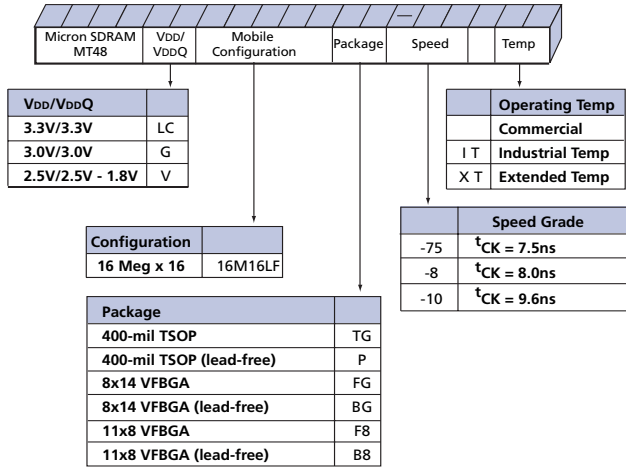 —
Micron SDRAM MT48
VDD/ VDDQ
Mobile Configuration
Package
Speed
Temp
VDD/VDDQ
3.3V/3.3V LC
3.0V/3.0V G
2.5V/2.5V - 1.8V V
Operating Temp
Commercial
I T Industrial Temp
X T Extended Temp
Speed Grade
-75 tCK = 7.5ns
-8 tCK = 8.0ns
-10 tCK = 9.6ns
Configuration
16 Meg x 16 16M16LF
Package
400-mil TSOP TG
400-mil TSOP (lead-free) P
8x14 VFBGA FG
8x14 VFBGA (lead-free) BG
11x8 VFBGA F8
11x8 VFBGA (lead-free) B8